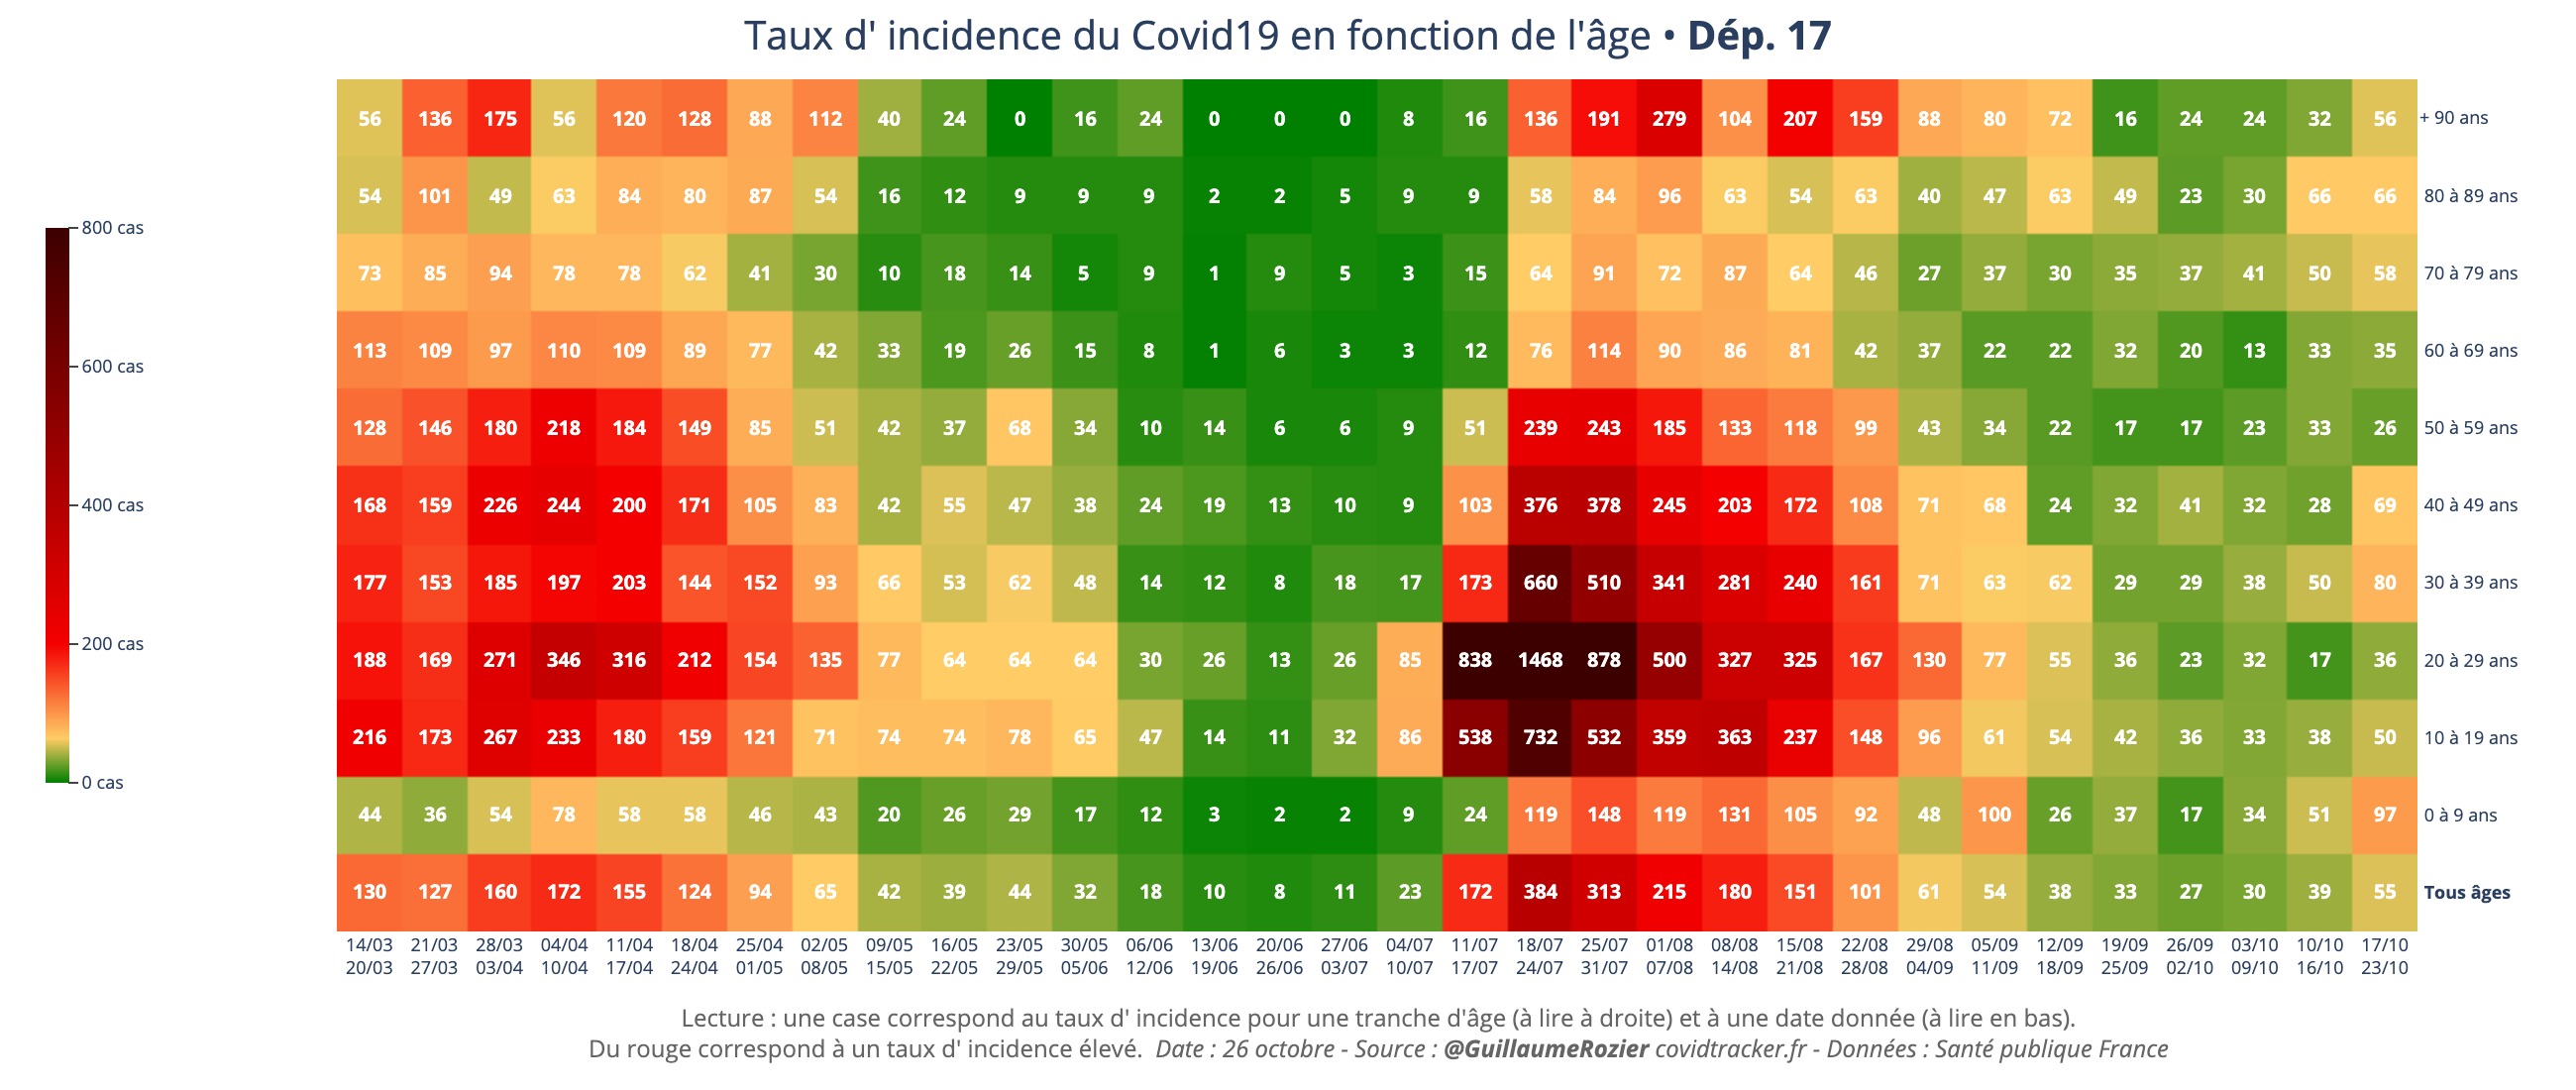 Taux d' incidence du Covid19 en fonction de l'âge • Dép. 17
56 136 175 56 120 128 88 112 40 24 0 16 24 0 0 0 8 16 136 191 279 104 207 159 88 80 72 16 24 24 32 56 + 90 ans
54 101 49 63 84 80 87 54 16 12 9 9 9 2 2 5 9 9 58 84 96 63 54 63 40 47 63 49 23 30 66 66 80 à 89 ans
73 85 94 78 78 62 41 30 10 18 14 5 9 1 9 5 3 15 64 91 72 87 64 46 27 37 30 35 37 41 50 58 70 à 79 ans
113 109 97 110 109 89 77 42 33 19 26 15 8 1 6 3 3 12 76 114 90 86 81 42 37 22 22 32 20 13 33 35 60 à 69 ans
128 146 180 218 184 149 85 51 42 37 68 34 10 14 6 6 9 51 239 243 185 133 118 99 43 34 22 17 17 23 33 26 50 à 59 ans
168 159 226 244 200 171 105 83 42 55 47 38 24 19 13 10 9 103 376 378 245 203 172 108 71 68 24 32 41 32 28 69 40 à 49 ans
177 153 185 197 203 144 152 93 66 53 62 48 14 12 8 18 17 173 660 510 341 281 240 161 71 63 62 29 29 38 50 80 30 à 39 ans
188 169 271 346 316 212 154 135 77 64 64 64 30 26 13 26 85 838 1468 878 500 327 325 167 130 77 55 36 23 32 17 36 20 à 29 ans
216 173 267 233 180 159 121 71 74 74 78 65 47 14 11 32 86 538 732 532 359 363 237 148 96 61 54 42 36 33 38 50 10 à 19 ans
44 36 54 78 58 58 46 43 20 26 29 17 12 3 2 2 9 24 119 148 119 131 105 92 48 100 26 37 17 34 51 97 0 à 9 ans
130 127 160 172 155 124 94 65 42 39 44 32 18 10 8 11 23 172 384 313 215 180 151 101 61 54 38 33 27 30 39 55 Tous âges
14/03 21/03 28/03 04/04 11/04 18/04 25/04 02/05 09/05 16/05 23/05 30/05 06/06 13/06 20/06 27/06 04/07 11/07 18/07 25/07 01/08 08/08 15/08 22/08 29/08 05/09 12/09 19/09 26/09 03/10 10/10 17/10
20/03 27/03 03/04 10/04 17/04 24/04 01/05 08/05 15/05 22/05 29/05 05/06 12/06 19/06 26/06 03/07 10/07 17/07 24/07 31/07 07/08 14/08 21/08 28/08 04/09 11/09 18/09 25/09 02/10 09/10 16/10 23/10
800 cas
600 cas
400 cas
200 cas
0 cas
Lecture : une case correspond au taux d' incidence pour une tranche d'âge (à lire à droite) et à une date donnée (à lire en bas).
Du rouge correspond à un taux d' incidence élevé. Date : 26 octobre - Source : @GuillaumeRozier covidtracker.fr - Données : Santé publique France